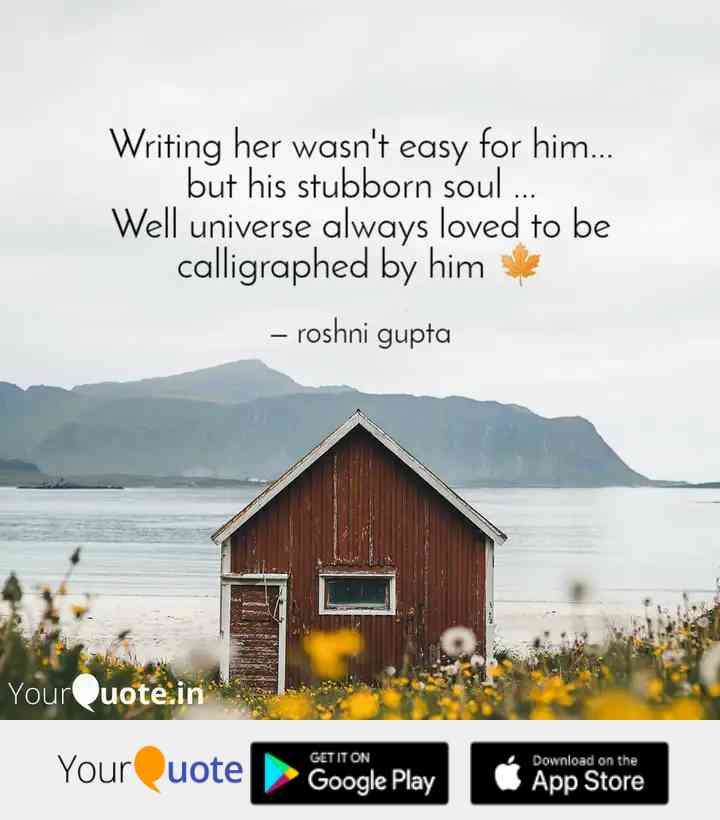 Writing her wasn't easy for him...
but his stubborn soul ...
Well universe always loved to be
calligraphed by him 🍁
– roshni gupta
YourQuote.in
YourQuote
GET IT ON
Google Play
Download on the
App Store